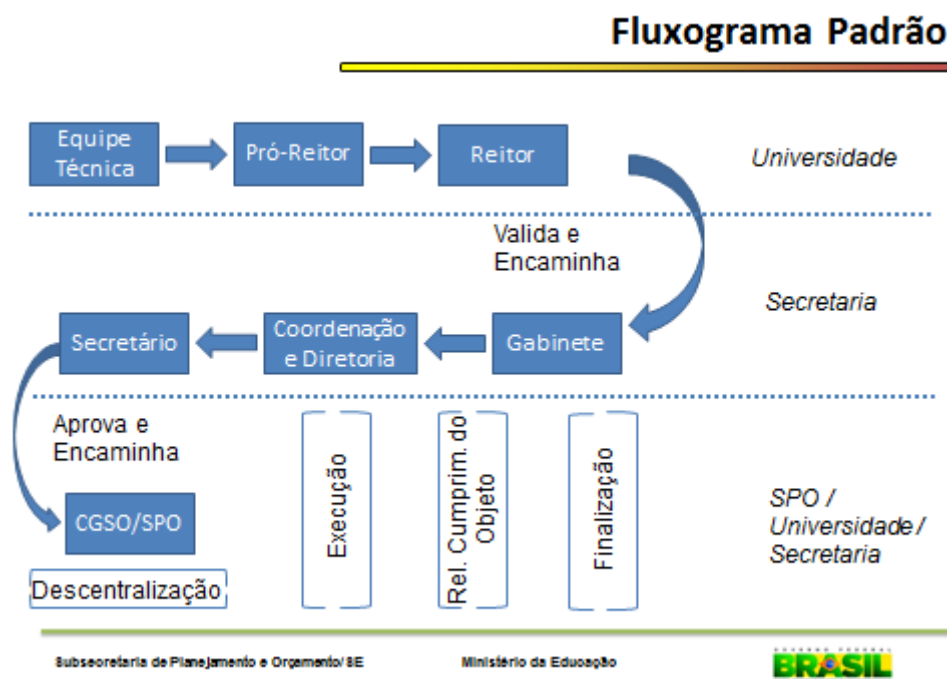 Fluxograma Padrão
Equipe
Técnica
Pró-Reitor
Reitor
Universidade
Valida e
Encaminha
Secretaria
Secretário
Coordenação
e Diretoria
Gabinete
Aprova e
Encaminha
CGSO/SPO
Descentralização
Execução
Rel. Cumprim. do
Objeto
Finalização
SPO /
Universidade /
Secretaria
Subsecretaria de Planejamento e Orçamento/SE
Ministério da Educação
GOVERNO FEDERAL
BRASIL